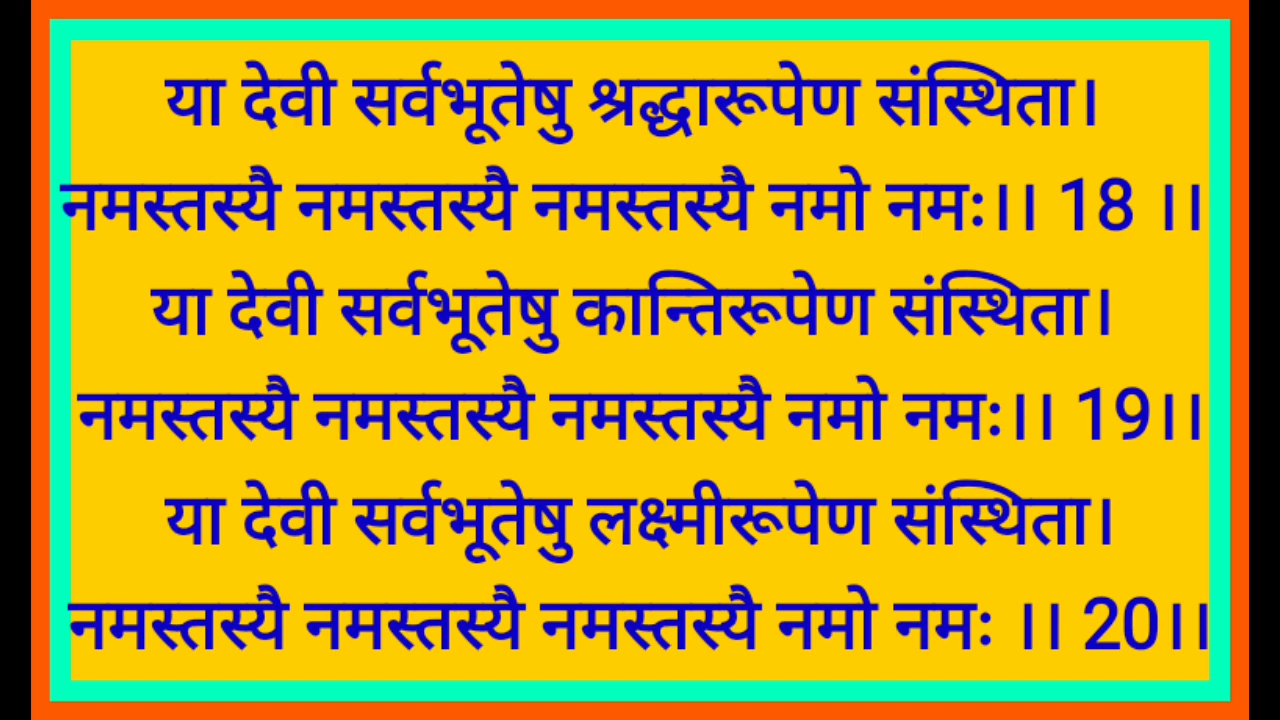 या देवी सर्वभूतेषु श्रद्धारूपेण संस्थिता।
नमस्तस्यै नमस्तस्यै नमस्तस्यै नमो नमः।। 18 ।।
या देवी सर्वभूतेषु कान्तिरूपेण संस्थिता।
नमस्तस्यै नमस्तस्यै नमस्तस्यै नमो नमः।। 19।।
या देवी सर्वभूतेषु लक्ष्मीरूपेण संस्थिता।
नमस्तस्यै नमस्तस्यै नमस्तस्यै नमो नमः ।। 20।।